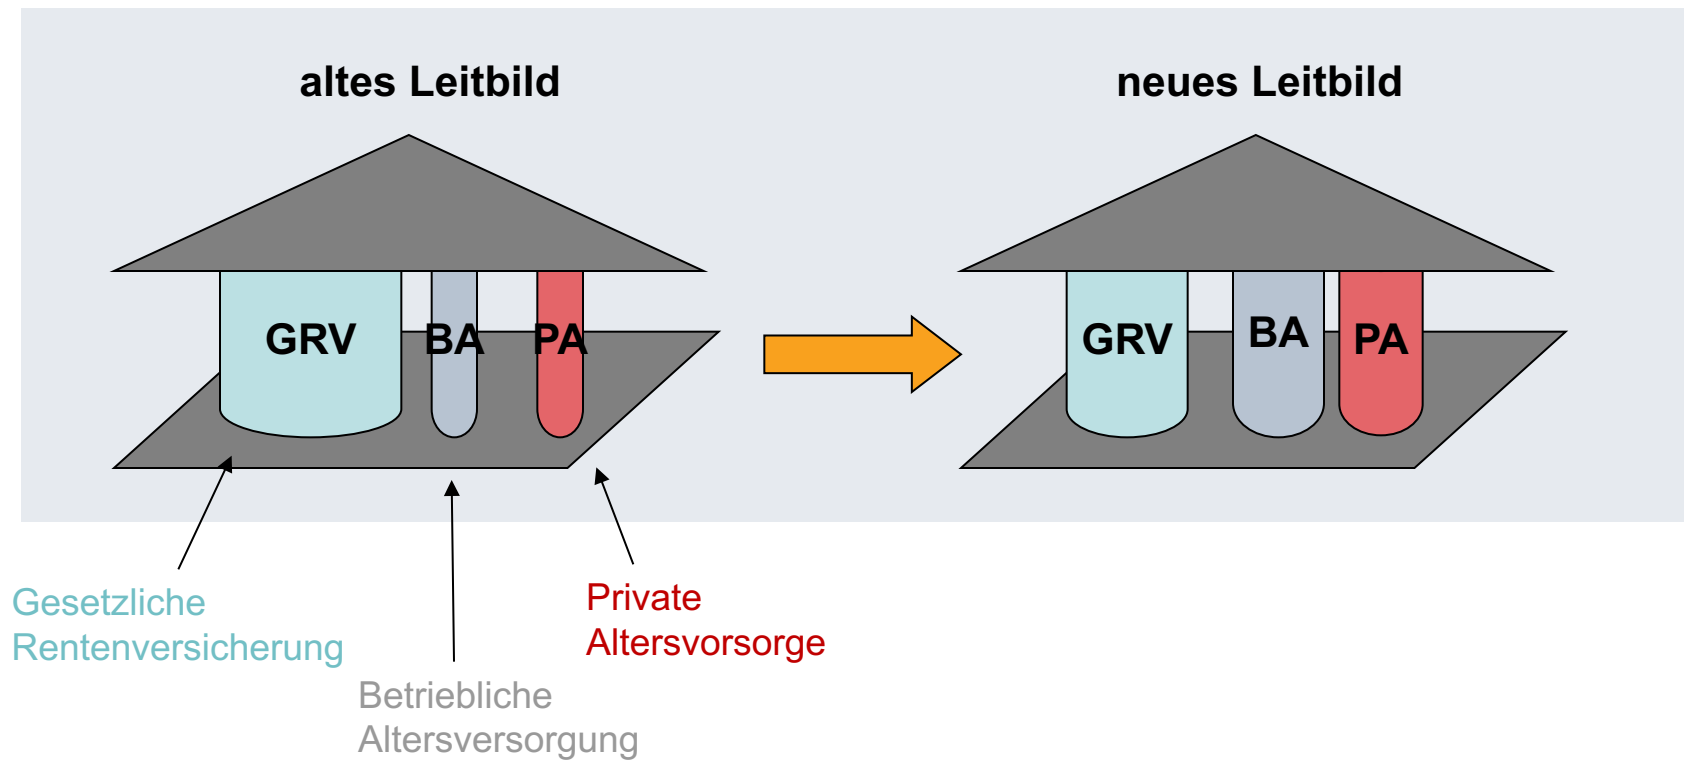 altes Leitbild
neues Leitbild
GRV
BA
PA
GRV
BA
PA
Gesetzliche
Rentenversicherung
Betriebliche
Altersversorgung
Private
Altersvorsorge